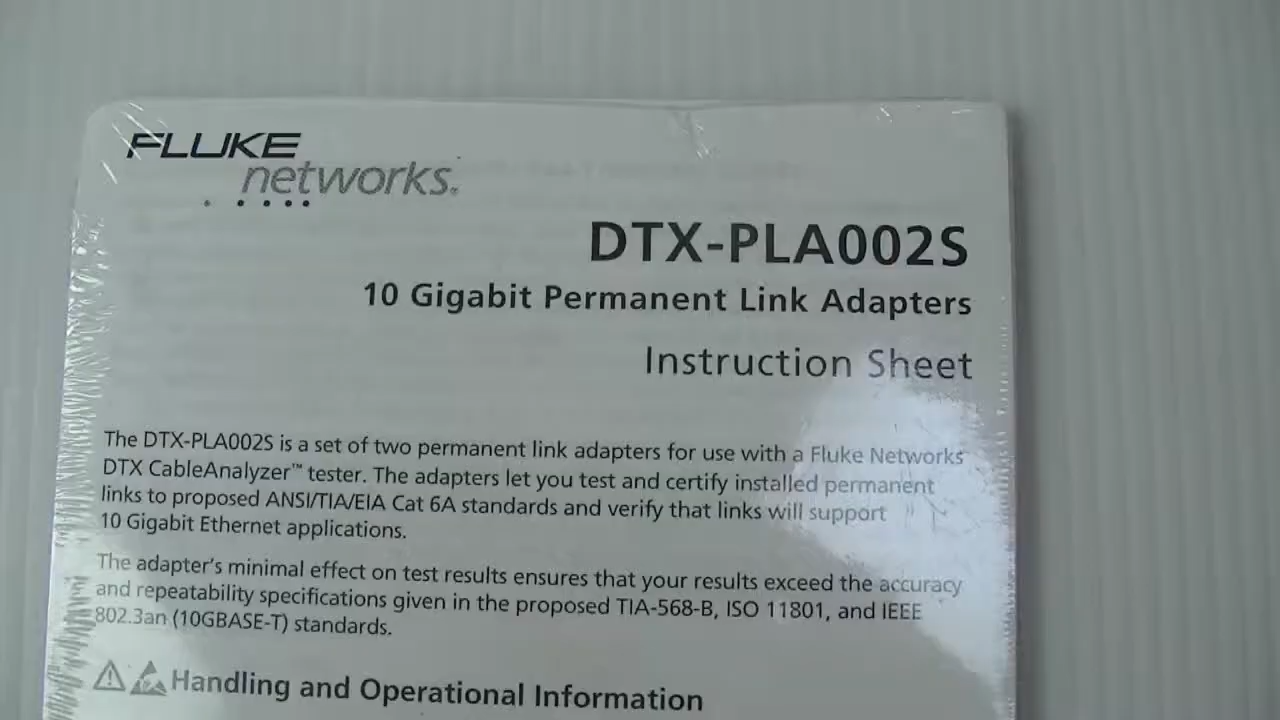 FLUKE
networks.
DTX-PLA002S
10 Gigabit Permanent Link Adapters
Instruction Sheet
The DTX-PLA002S is a set of two permanent link adapters for use with a Fluke Networks
DTX CableAnalyzer™ tester. The adapters let you test and certify installed permanent
links to proposed ANSI/TIA/EIA Cat 6A standards and verify that links will support
10 Gigabit Ethernet applications.
The adapter's minimal effect on test results ensures that your results exceed the accuracy
and repeatability specifications given in the proposed TIA-568-B, ISO 11801, and IEEE
802.3an (10GBASE-T) standards.
Handling and Operational Information